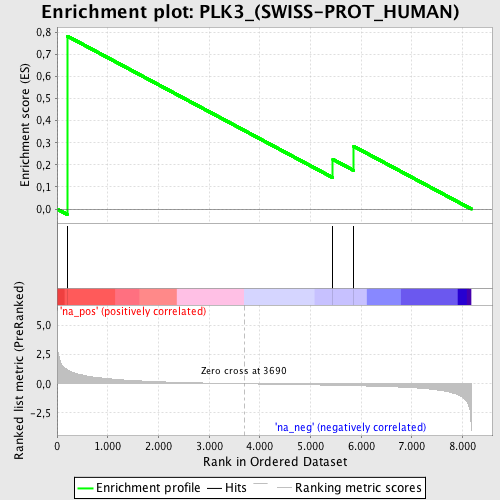 Enrichment plot: PLK3_(SWISS-PROT_HUMAN)
Enrichment score (ES)
0,8
0,7
0,6
0,5
0,4
0,3
0,2
0,1
0,0
'na_pos' (positively correlated)
Ranked list metric (PreRanked)
5,0
2,5
0,0
-2,5
Zero cross at 3690
'na_neg' (negatively correlated)
0 1.000 2.000 3.000 4.000 5.000 6.000 7.000 8.000
Rank in Ordered Dataset
Enrichment profile Hits Ranking metric scores